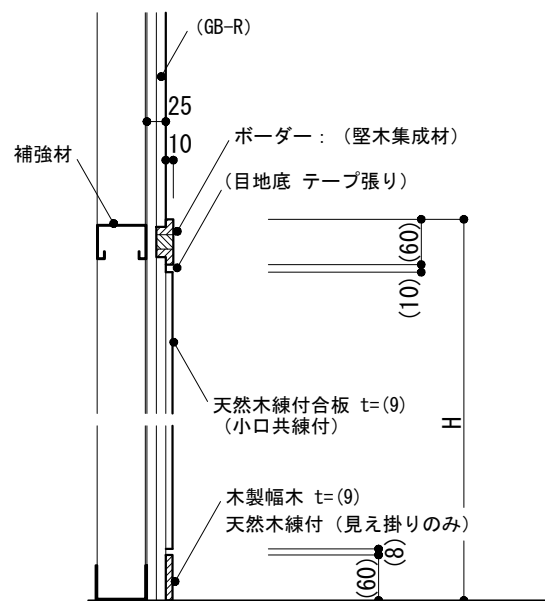 (GB-R)
25
ボーダー： (堅木集成材)
10
補強材
(目地底 テープ張り)
(60)
(10)
天然木練付合板 t=(9)
(小口共練付)
H
木製幅木 t=(9)
天然木練付 (見え掛りのみ)
(8)
(60)